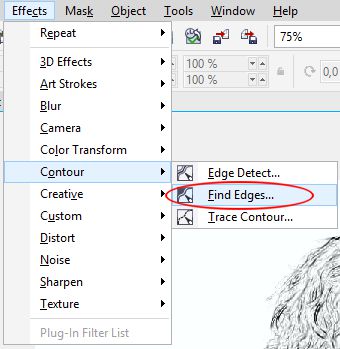 Effects Mask Object Tools Window Help
Repeat
75%
3D Effects
100 %
Art Strokes
100 %
0,0
Blur
Camera
Color Transform
Contour
Edge Detect...
Creative
Find Edges...
Custom
Trace Contour...
Distort
Noise
Sharpen
Texture
Plug-In Filter List